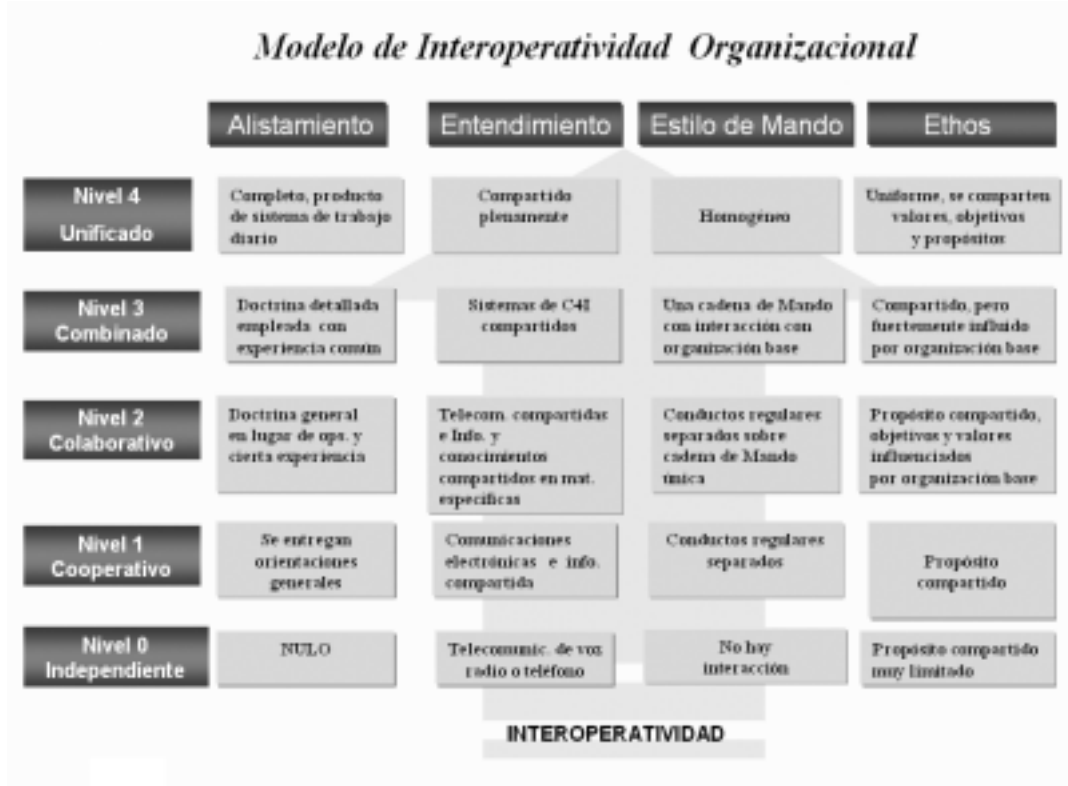 Modelo de Interoperatividad Organizacional
Alistamiento
Entendimiento
Estilo de Mando
Ethos
Nivel 4
Unificado
Completo, producto
de sistema de trabajo
diario
Compartido
plenamente
Homogéneo
Uniforme, se comparten
valores, objetivos
y propósitos
Nivel 3
Combinado
Doctrina detallada
empleada con
experiencia común
Sistemas de C4I
compartidos
Una cadena de Mando
con interacción con
organización base
Compartido, pero
fuertemente influido
por organización base
Nivel 2
Colaborativo
Doctrina general
en lugar de ops. y
cierta experiencia
Telecom. compartidas
e Info. y
conocimientos
compartidos en mat.
específicas
Conductos regulares
separados sobre
cadena de Mando
única
Propósito compartido,
objetivos y valores
influenciados
por organización base
Nivel 1
Cooperativo
Se entregan
orientaciones
generales
Comunicaciones
electrónicas e info.
compartida
Conductos regulares
separados
Propósito
compartido
Nivel 0
Independiente
NULO
Telecomunic. de voz
radio o teléfono
No hay
interacción
Propósito compartido
muy limitado
INTEROPERATIVIDAD